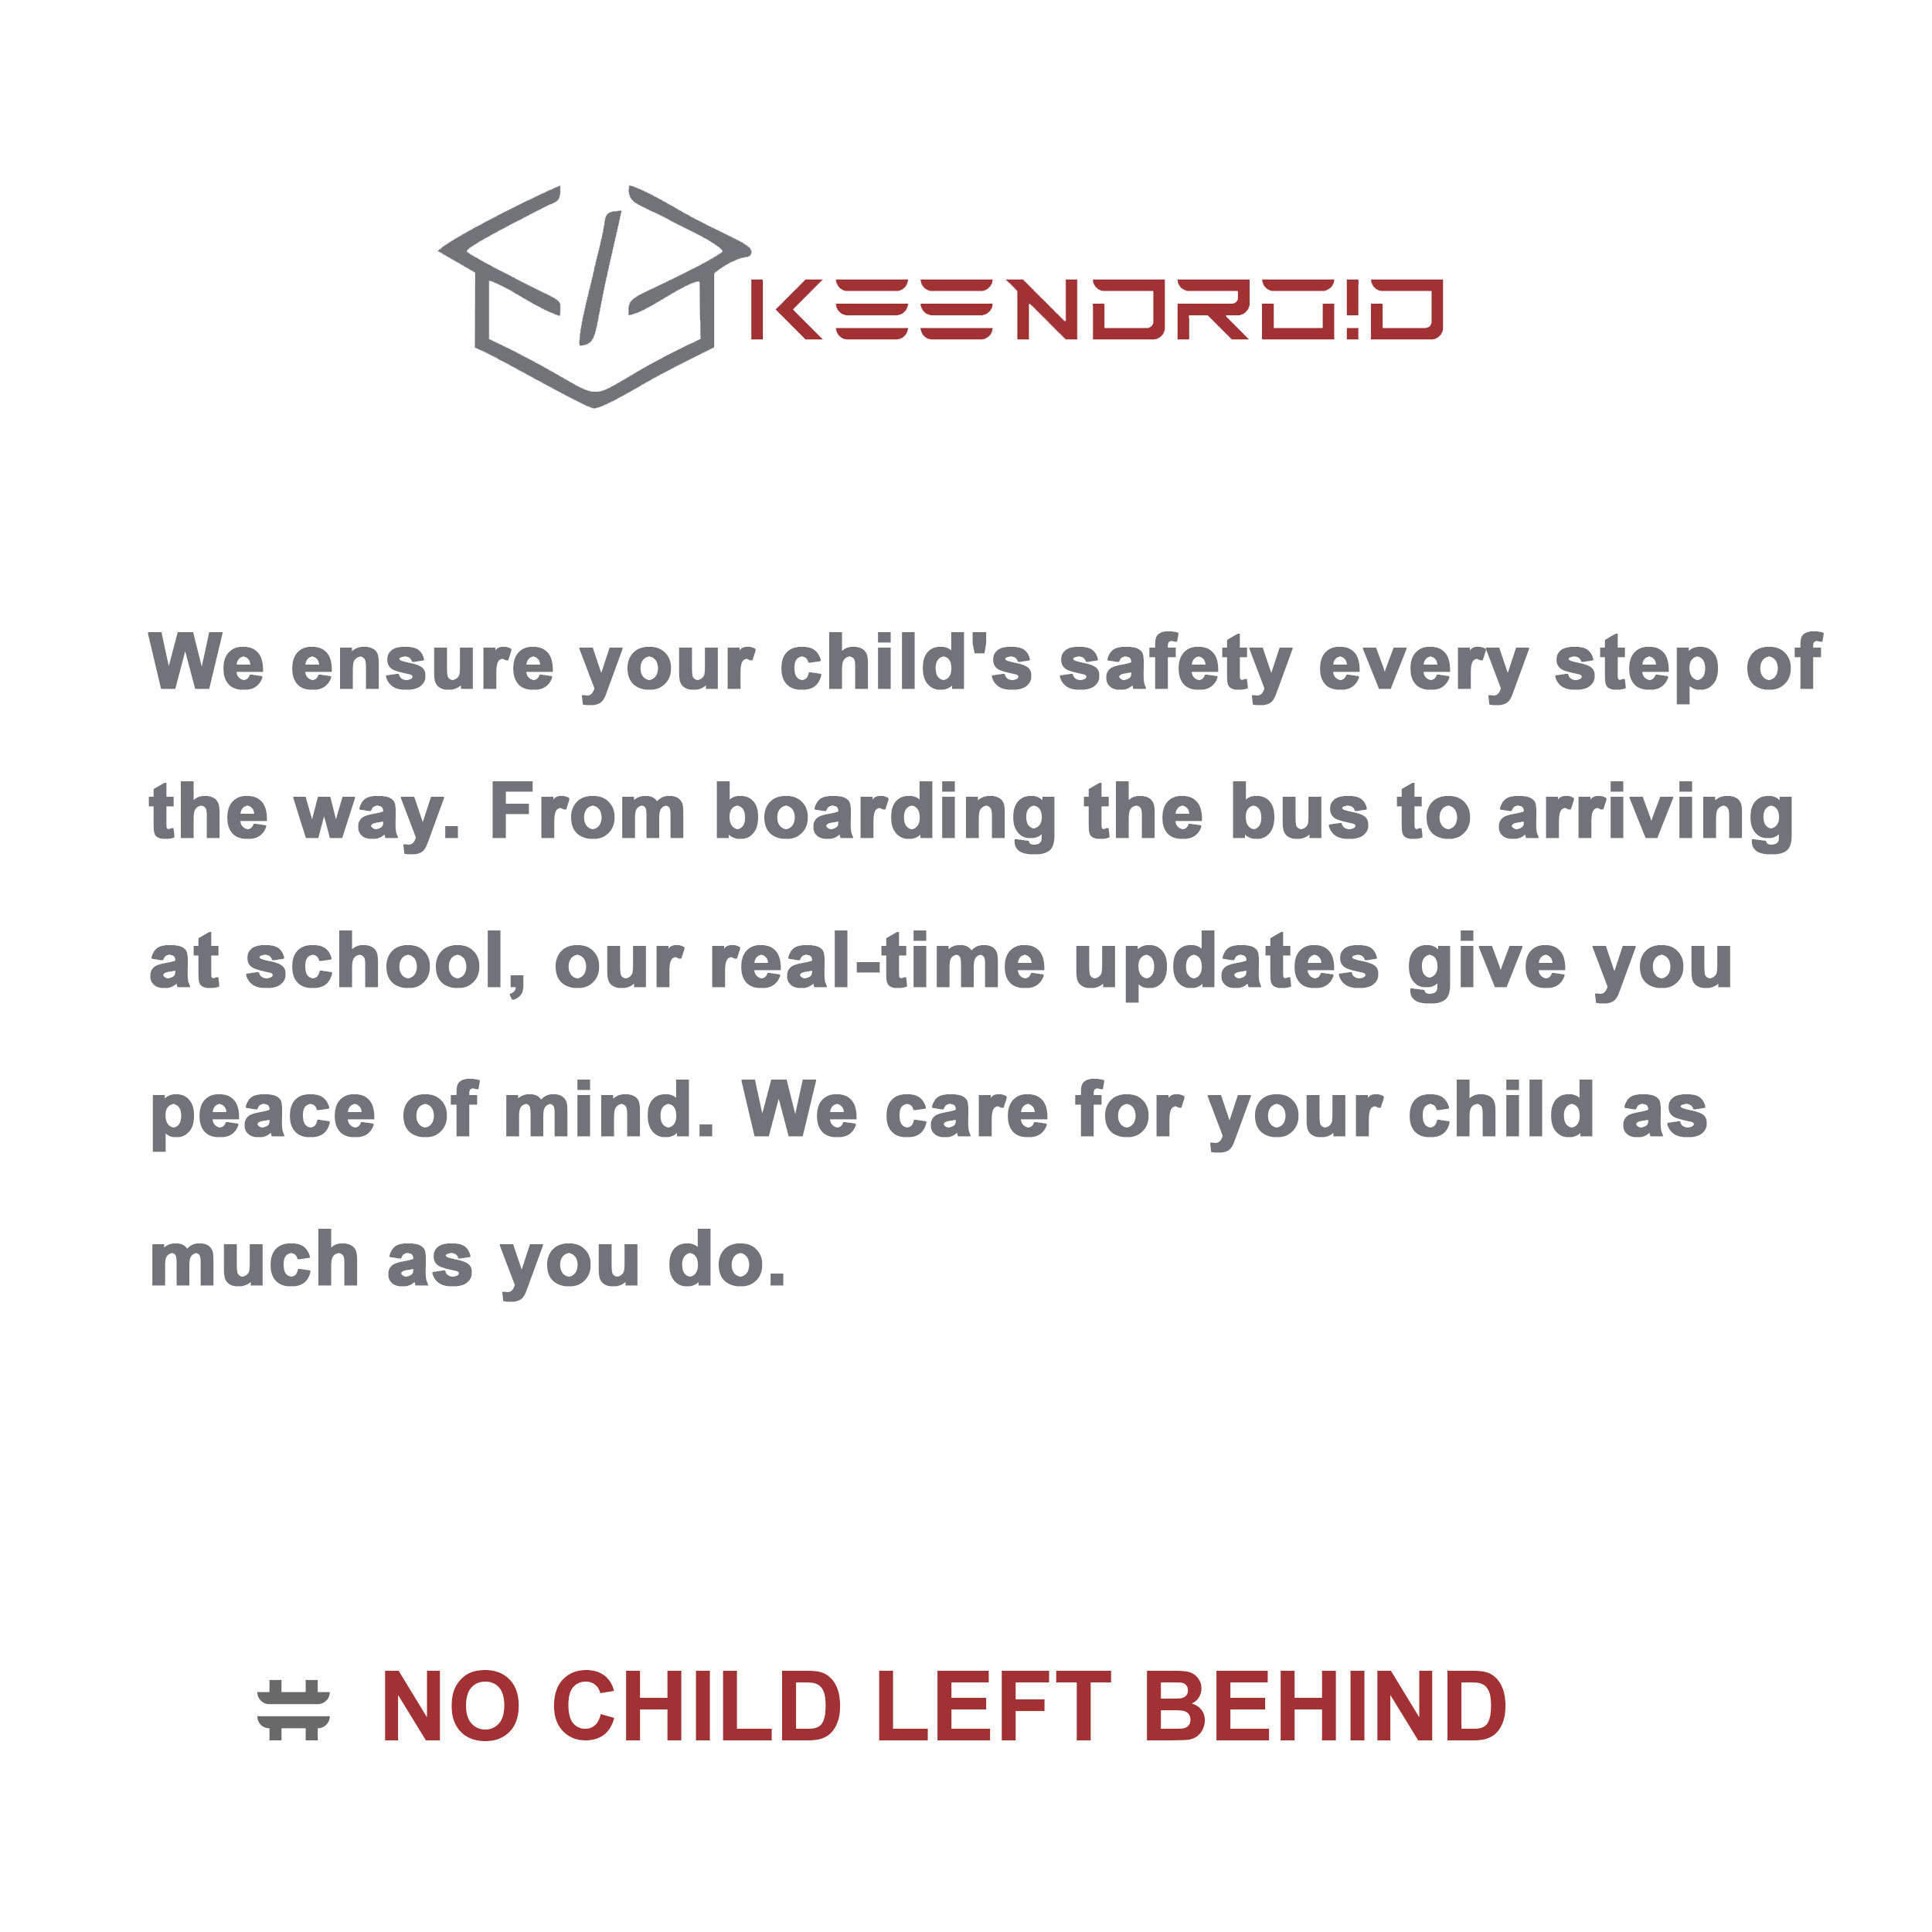 KEENDRO!D
We ensure your child's safety every step of
the way. From boarding the bus to arriving
at school, our real-time updates give you
peace of mind. We care for your child as
much as you do.
# NO CHILD LEFT BEHIND